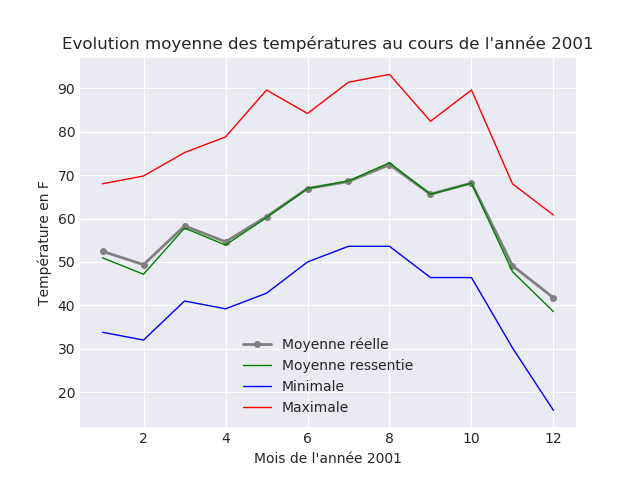 Evolution moyenne des températures au cours de l'année 2001
Température en F
90
80
70
60
50
40
30
20
Moyenne réelle
Moyenne ressentie
Minimale
Maximale
2 4 6 8 10 12
Mois de l'année 2001